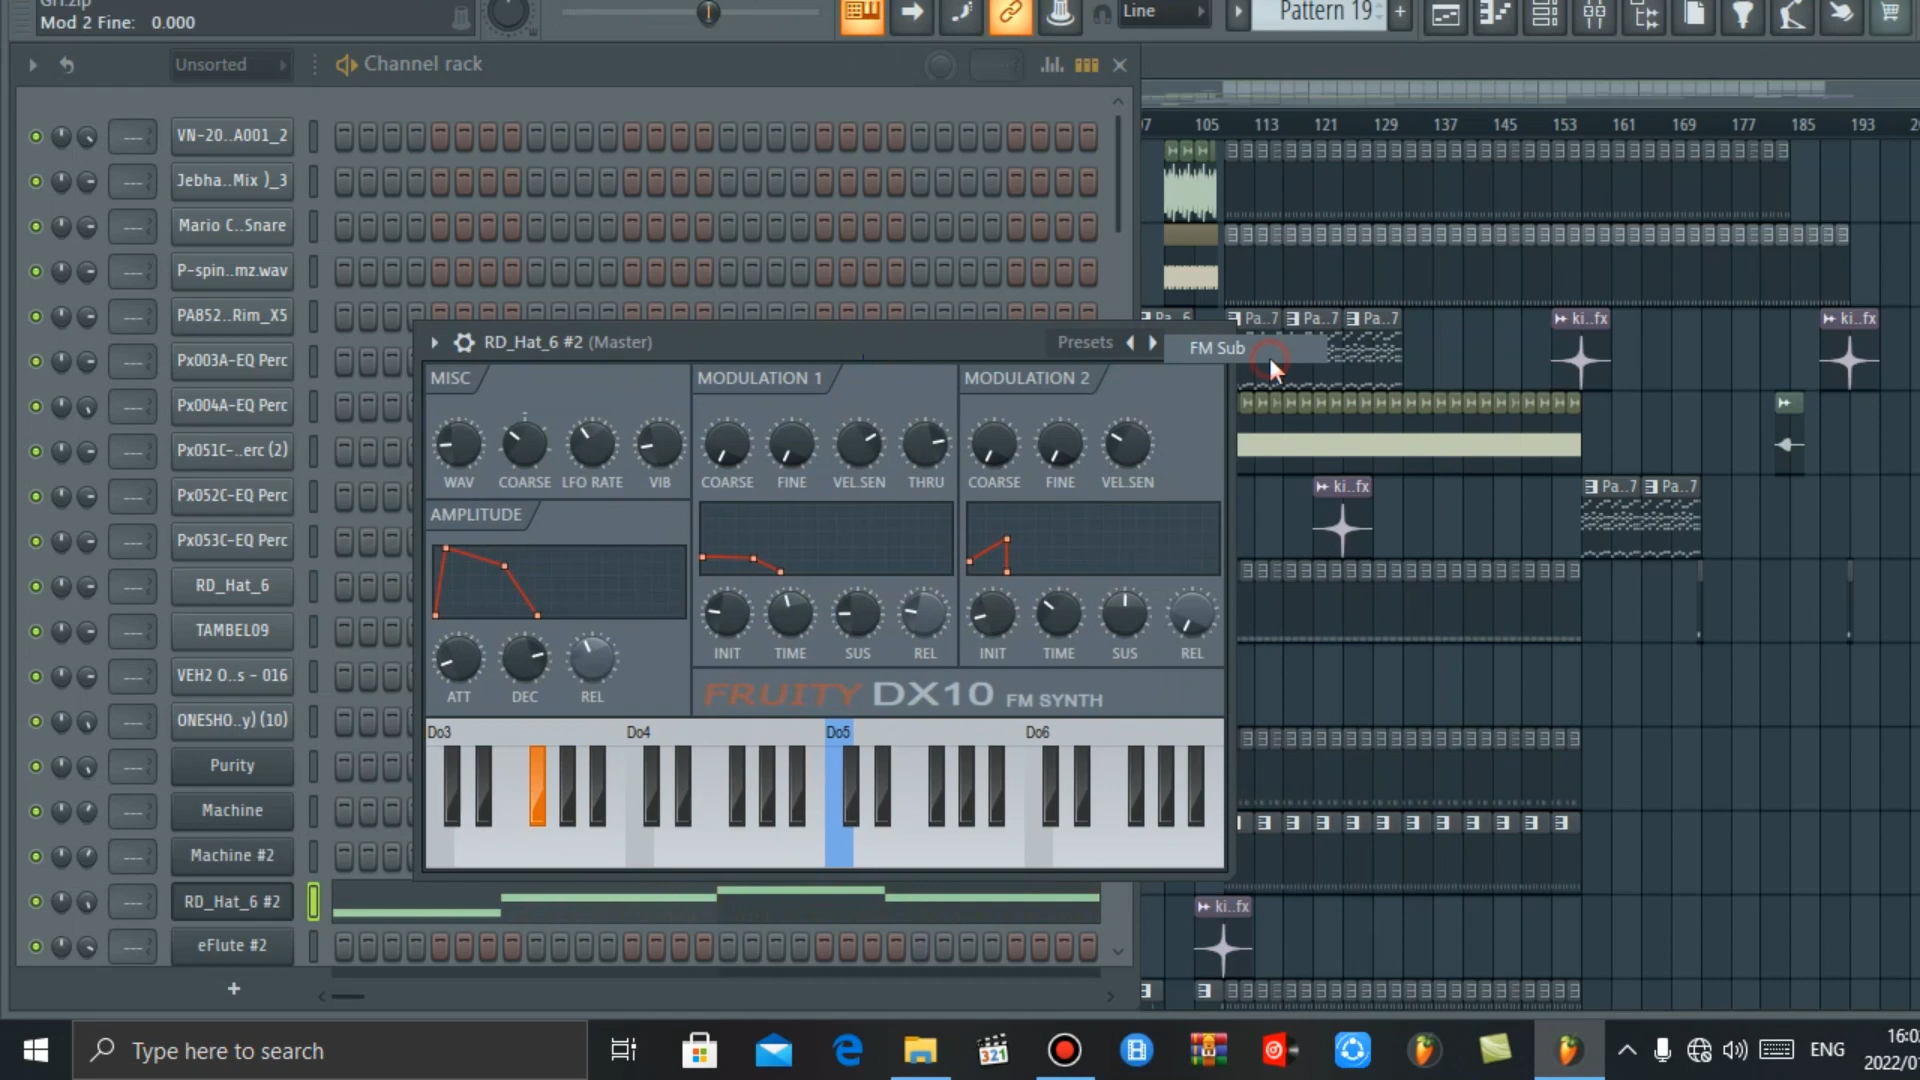 GH.zip
Mod 2 Fine: 0.000
Line
Pattern 19
+
Unsorted
Channel rack
105 113 121 129 137 145 153 161 169 177 185 193
VN-20..A001_2
Jebha..Mix )_3
Mario C..Snare
P-spin..mz.wav
PA852..Rim_X5
Px003A-EQ Perc
Px004A-EQ Perc
Px051C-..erc (2)
Px052C-EQ Perc
Px053C-EQ Perc
RD_Hat_6
TAMBEL09
VEH2 O..s - 016
ONESHO..y) (10)
Purity
Machine
Machine #2
RD_Hat_6 #2
eFlute #2
+
Pa..6
Pa..7 Pa..7 Pa..7
ki..fx
ki..fx
ki..fx
Pa..7 Pa..7
ki..fx
RD_Hat_6 #2 (Master)
Presets
FM Sub
MISC
MODULATION 1
MODULATION 2
WAV COARSE LFO RATE VIB
COARSE FINE VEL.SEN THRU
COARSE FINE VEL.SEN
AMPLITUDE
INIT TIME SUS REL
INIT TIME SUS REL
ATT DEC REL
FRUITY DX10 FM SYNTH
Do3 Do4 Do5 Do6
Type here to search
321
ENG
2022/01